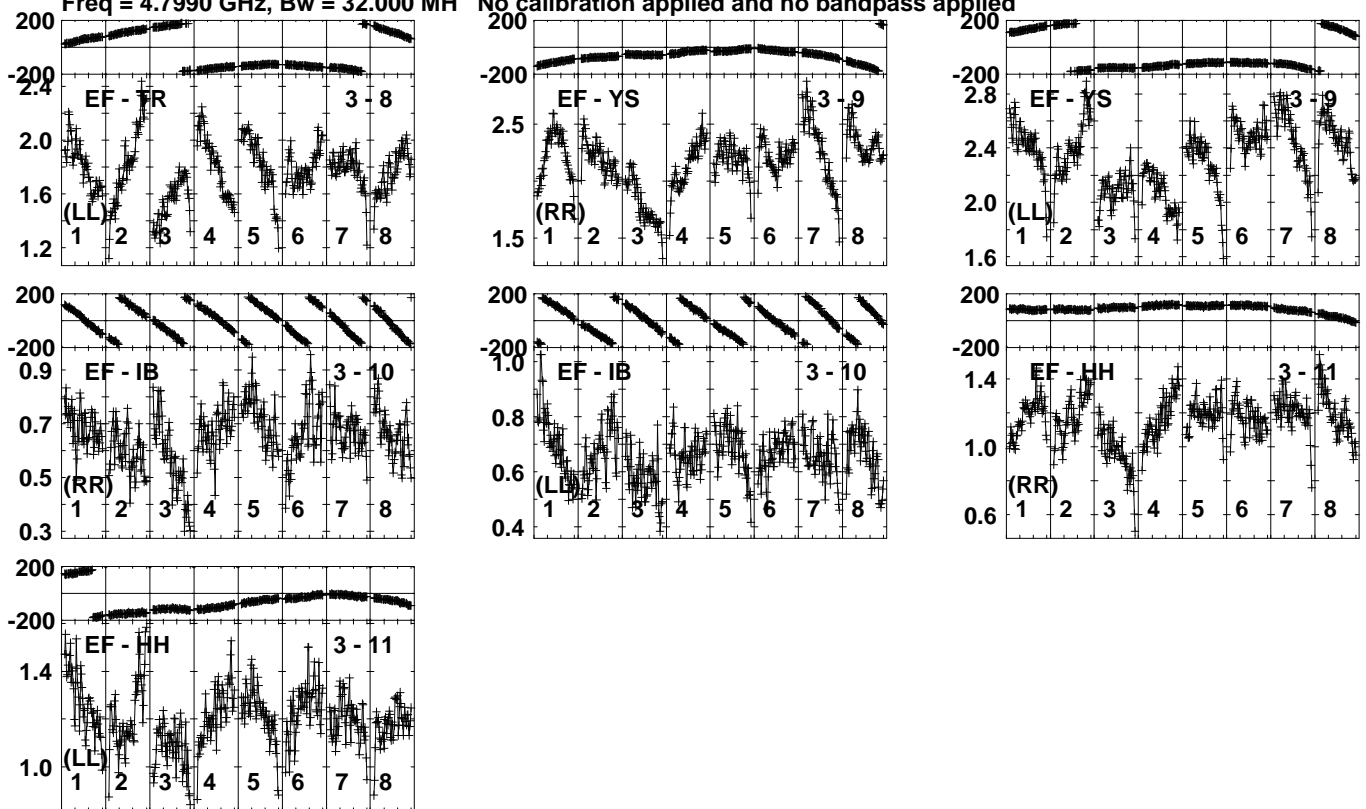 Freq = 4.7990 GHz, Bw = 32.000 MH No calibration applied and no bandpass applied
200
-200
2.4
2.0
1.6
1.2
EF - TR 3 - 8
(LL)
1 2 3 4 5 6 7 8
2.5
1.5
EF - YS 3 - 9
(RR)
1 2 3 4 5 6 7 8
200
-200
2.8
2.4
2.0
1.6
EF - YS 3 - 9
(LL)
1 2 3 4 5 6 7 8
200
-200
200
-200
0.9
0.7
0.5
0.3
EF - IB 3 - 10
(RR)
1 2 3 4 5 6 7 8
200
-200
1.0
0.8
0.6
0.4
EF - IB 3 - 10
(LL)
1 2 3 4 5 6 7 8
200
-200
1.4
1.0
0.6
EF - HH 3 - 11
(RR)
1 2 3 4 5 6 7 8
200
-200
1.4
1.0
EF - HH 3 - 11
(LL)
1 2 3 4 5 6 7 8